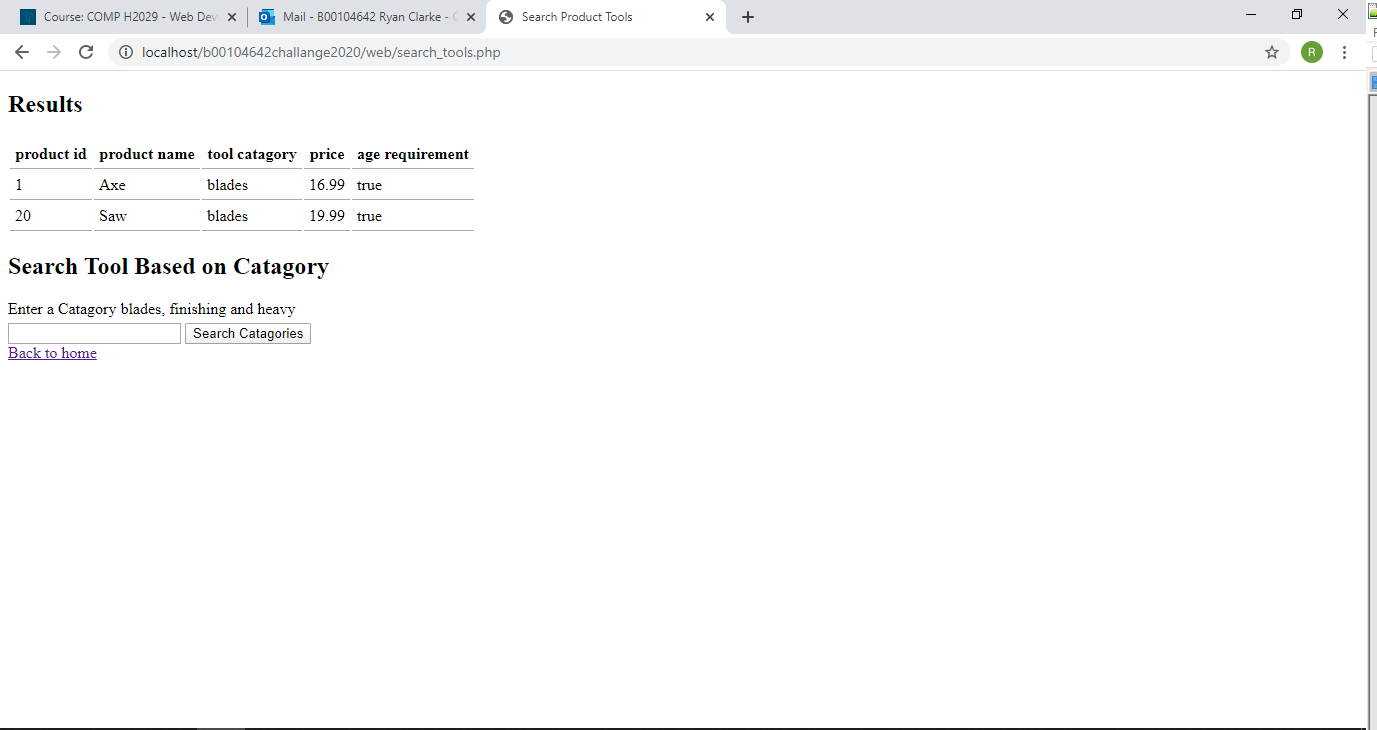 Course: COMP H2029 - Web Dev
Mail - B00104642 Ryan Clarke -
Search Product Tools
localhost/b00104642challange2020/web/search_tools.php
R
Results
product id product name tool catagory price age requirement
1 Axe blades 16.99 true
20 Saw blades 19.99 true
Search Tool Based on Catagory
Enter a Catagory blades, finishing and heavy
Search Catagories
Back to home